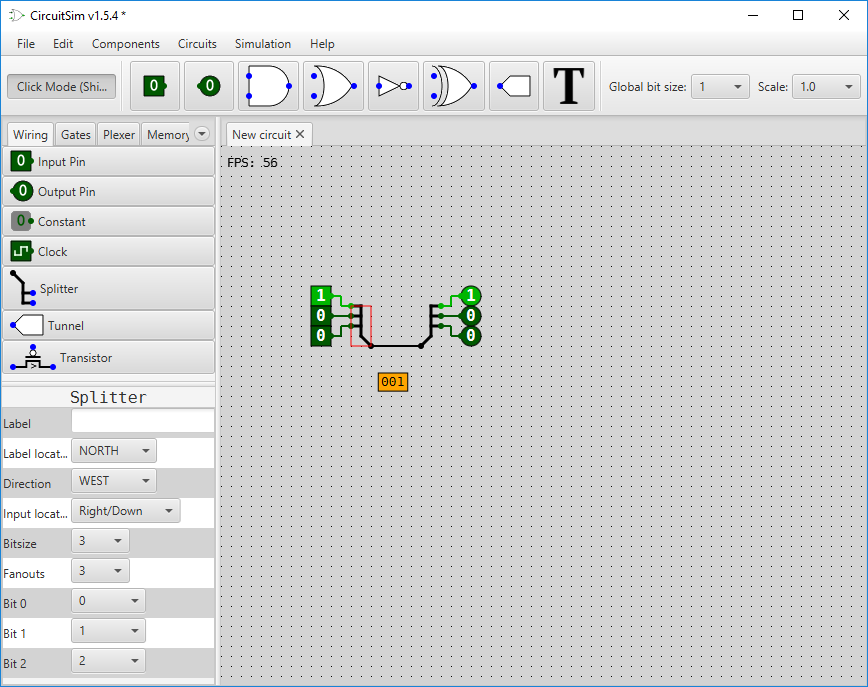 CircuitSim v1.5.4 *
File Edit Components Circuits Simulation Help
Click Mode (Shi... 0 0 T Global bit size: 1 Scale: 1.0
Wiring Gates Plexer Memory New circuit
FPS: 56
0 Input Pin
0 Output Pin
0 Constant
Clock
Splitter
Tunnel
> Transistor
1 1
0 0
0 0
001
Splitter
Label
Label locat... NORTH
Direction WEST
Input locat... Right/Down
Bitsize 3
Fanouts 3
Bit 0 0
Bit 1 1
Bit 2 2